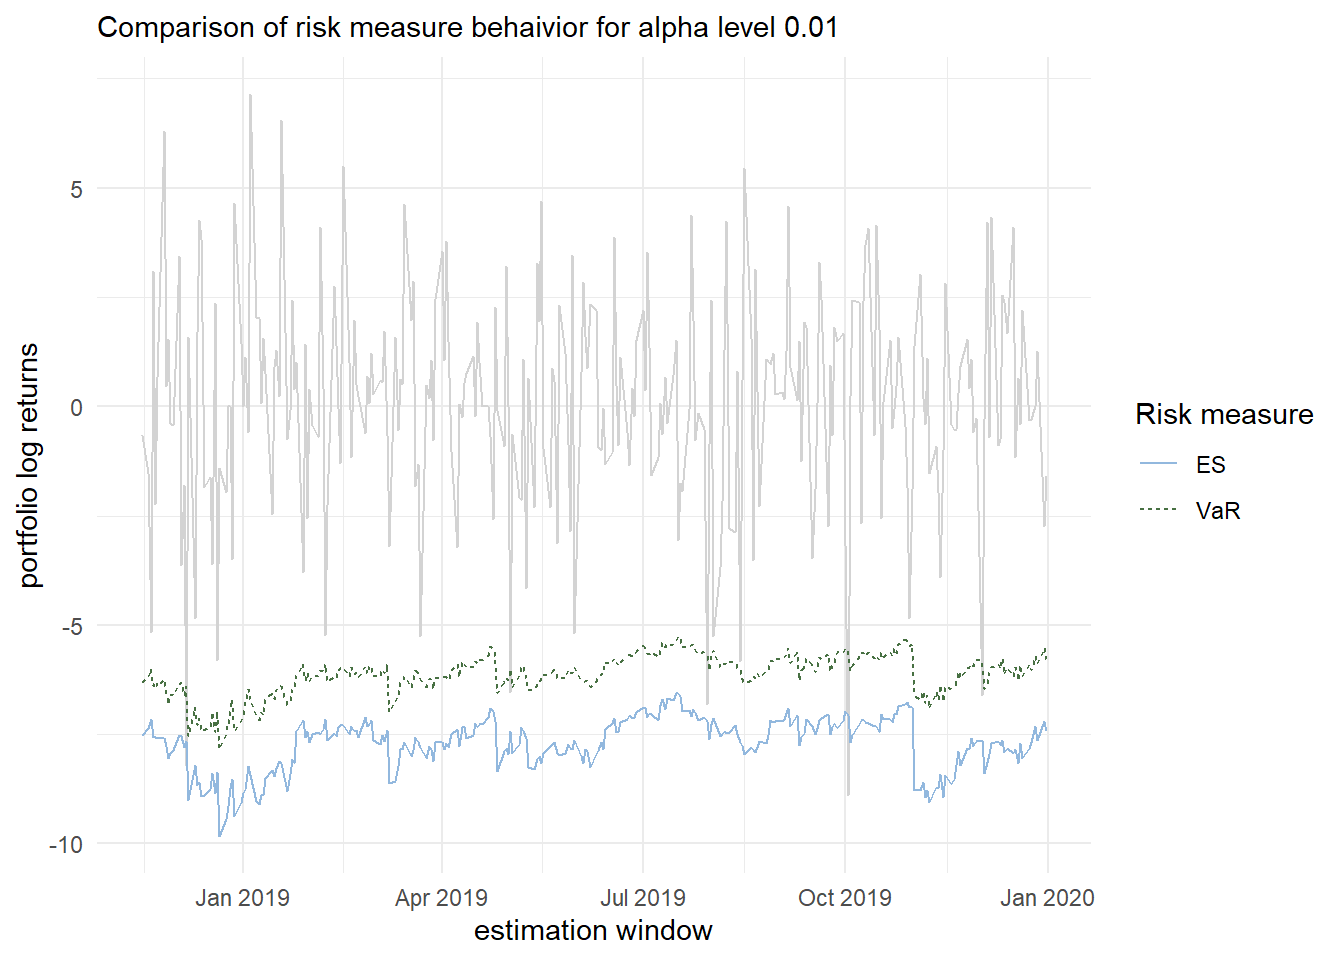 Comparison of risk measure behaivior for alpha level 0.01
portfolio log returns
5
0
-5
-10
Jan 2019
Apr 2019
Jul 2019
Oct 2019
Jan 2020
estimation window
Risk measure
ES
VaR